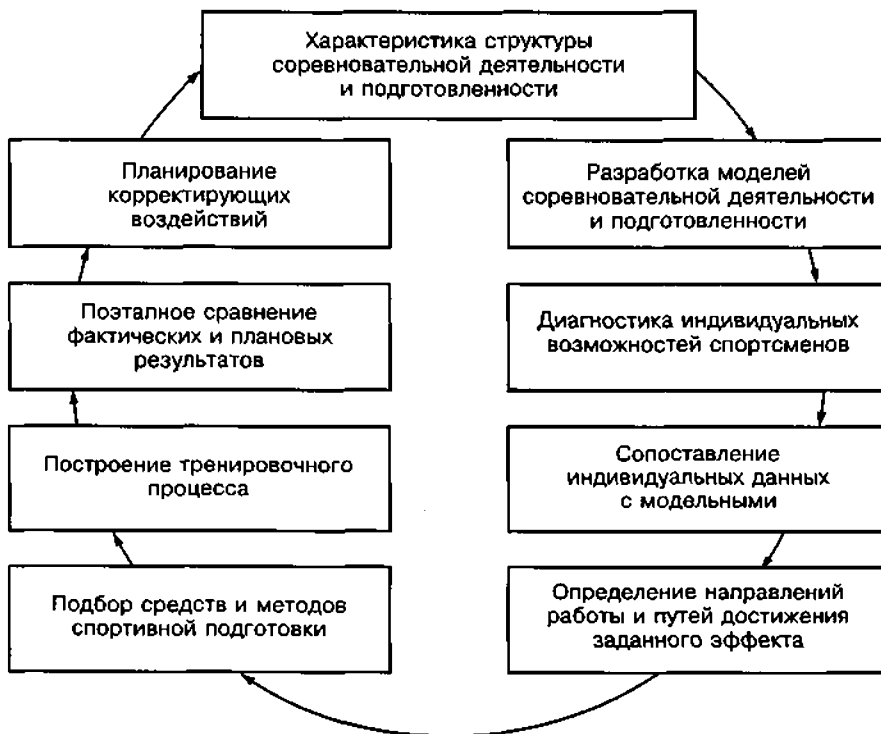 Характеристика структуры
соревновательной деятельности
и подготовленности
Разработка моделей
соревновательной деятельности
и подготовленности
Диагностика индивидуальных
возможностей спортсменов
Сопоставление
индивидуальных данных
с модельными
Определение направлений
работы и путей достижения
заданного эффекта
Подбор средств и методов
спортивной подготовки
Построение тренировочного
процесса
Поэталное сравнение
фактических и плановых
результатов
Планирование
корректирующих
воздействий